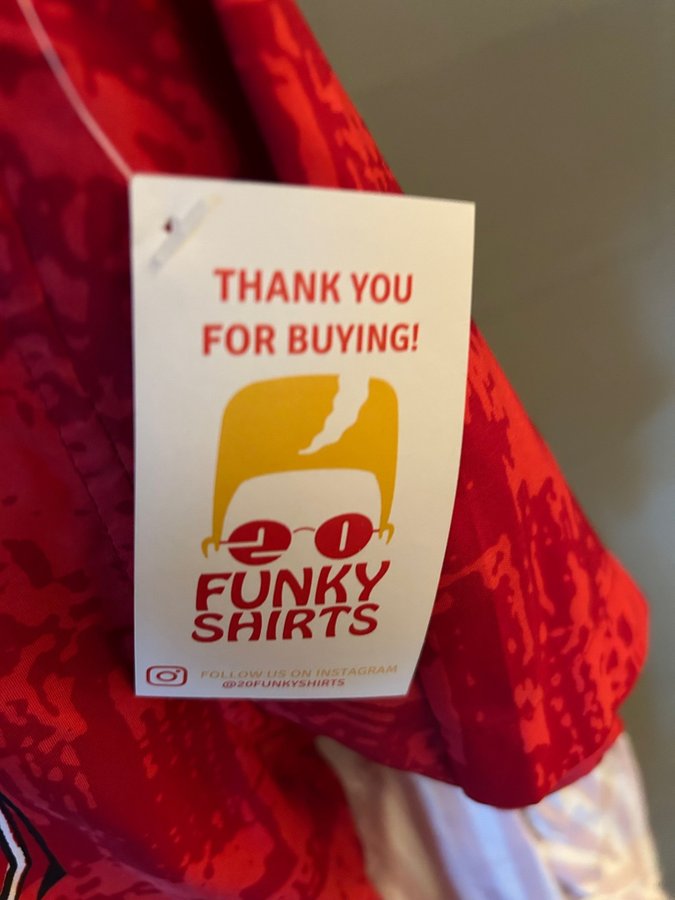 THANK YOU
FOR BUYING!
20
FUNKY
SHIRTS
FOLLOW US ON INSTAGRAM
@20FUNKYSHIRTS